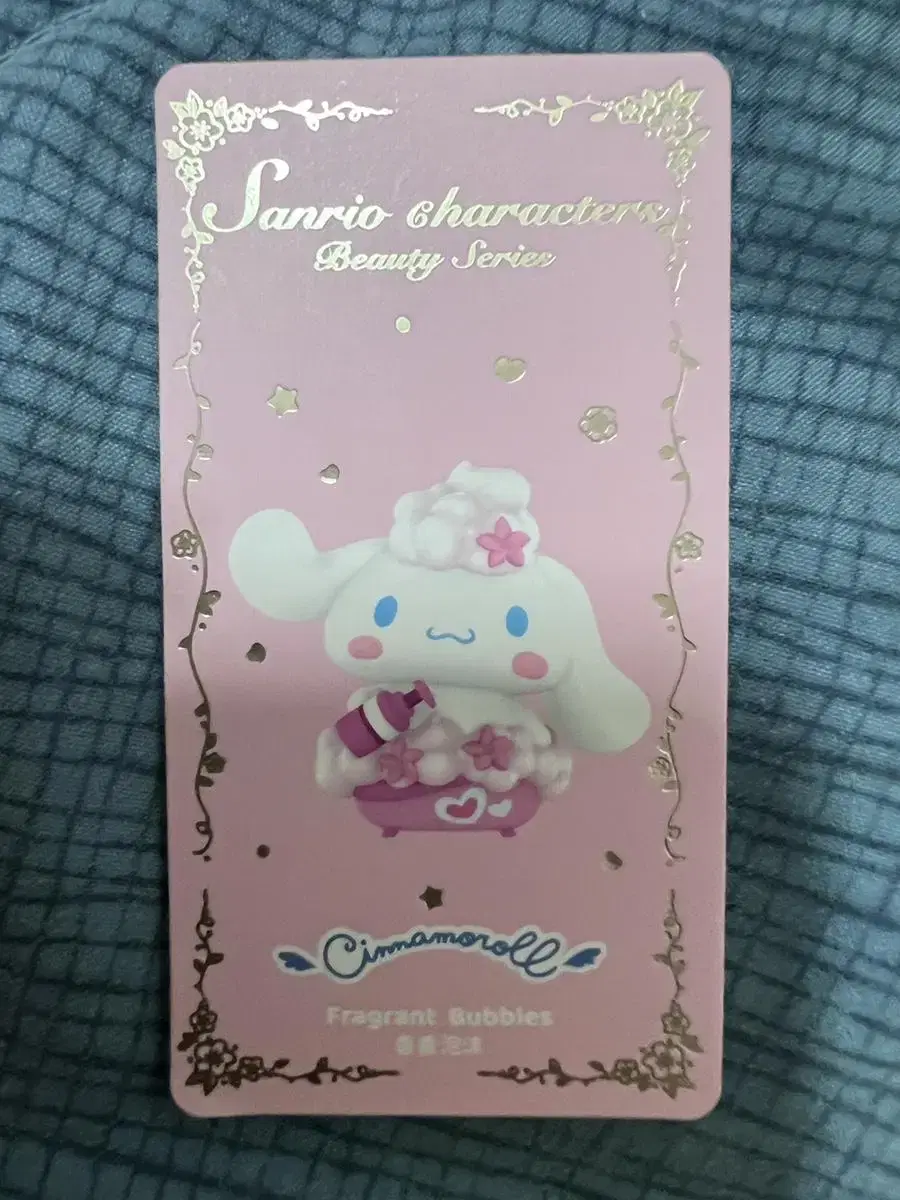 Sanrio characters
Beauty Series
Cinnamoroll
Fragrant Bubbles